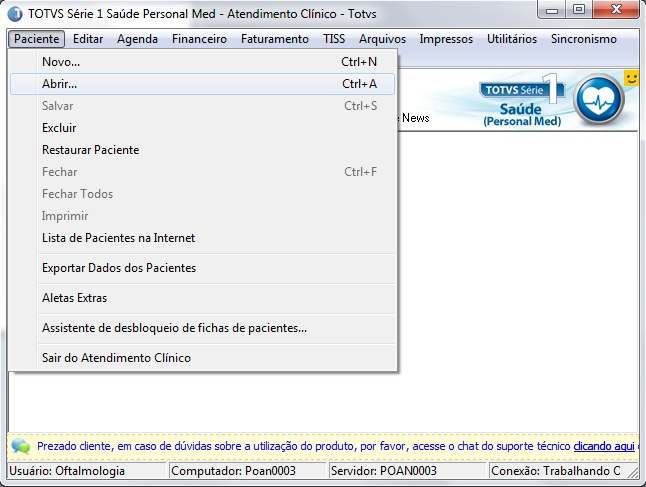 TOTVS Série 1 Saúde Personal Med - Atendimento Clínico - Totvs
Paciente Editar Agenda Financeiro Faturamento TISS Arquivos Impressos Utilitários Sincronismo
Novo... Ctrl+N
Abrir... Ctrl+A
Salvar Ctrl+S
Excluir
Restaurar Paciente
Fechar Ctrl+F
Fechar Todos
Imprimir
Lista de Pacientes na Internet
Exportar Dados dos Pacientes
Aletas Extras
Assistente de desbloqueio de fichas de pacientes...
Sair do Atendimento Clínico
e News
TOTVS Série 1
Saúde
(Personal Med)
Prezado cliente, em caso de dúvidas sobre a utilização do produto, por favor, acesse o chat do suporte técnico clicando aqui
Usuário: Oftalmologia Computador: Poan0003 Servidor: POAN0003 Conexão: Trabalhando C